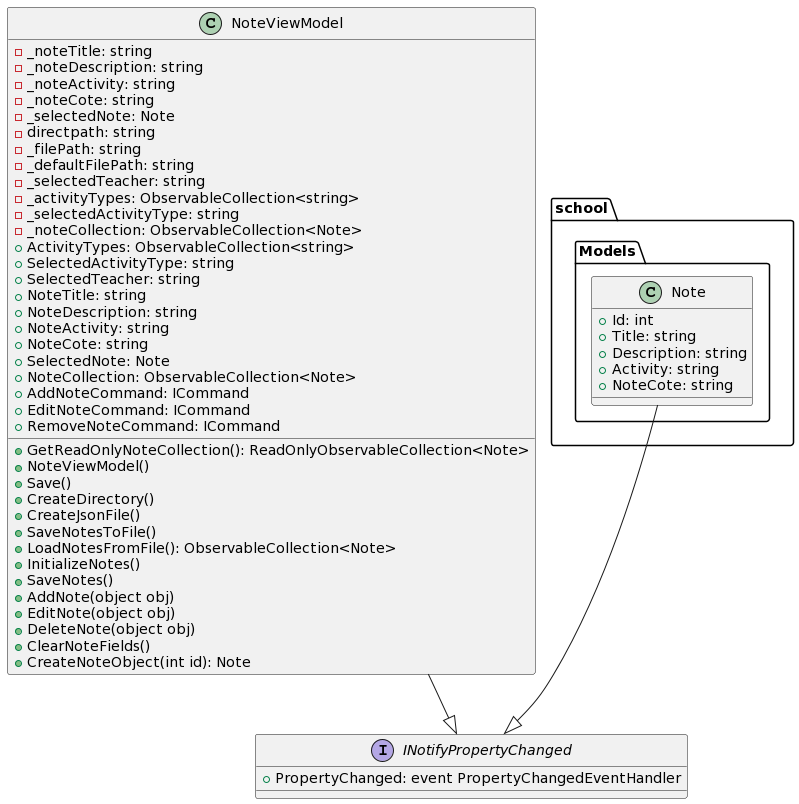 C NoteViewModel
_noteTitle: string
_noteDescription: string
_noteActivity: string
_noteCote: string
_selectedNote: Note
directpath: string
_filePath: string
_defaultFilePath: string
_selectedTeacher: string
_activityTypes: ObservableCollection<string>
_selectedActivityType: string
_noteCollection: ObservableCollection<Note>
ActivityTypes: ObservableCollection<string>
SelectedActivityType: string
SelectedTeacher: string
NoteTitle: string
NoteDescription: string
NoteActivity: string
NoteCote: string
SelectedNote: Note
NoteCollection: ObservableCollection<Note>
AddNoteCommand: ICommand
EditNoteCommand: ICommand
RemoveNoteCommand: ICommand
GetReadOnlyNoteCollection(): ReadOnlyObservableCollection<Note>
NoteViewModel()
Save()
CreateDirectory()
CreateJsonFile()
SaveNotesToFile()
LoadNotesFromFile(): ObservableCollection<Note>
InitializeNotes()
SaveNotes()
AddNote(object obj)
EditNote(object obj)
DeleteNote(object obj)
ClearNoteFields()
CreateNoteObject(int id): Note
school
Models
C Note
Id: int
Title: string
Description: string
Activity: string
NoteCote: string
I INotifyPropertyChanged
PropertyChanged: event PropertyChangedEventHandler